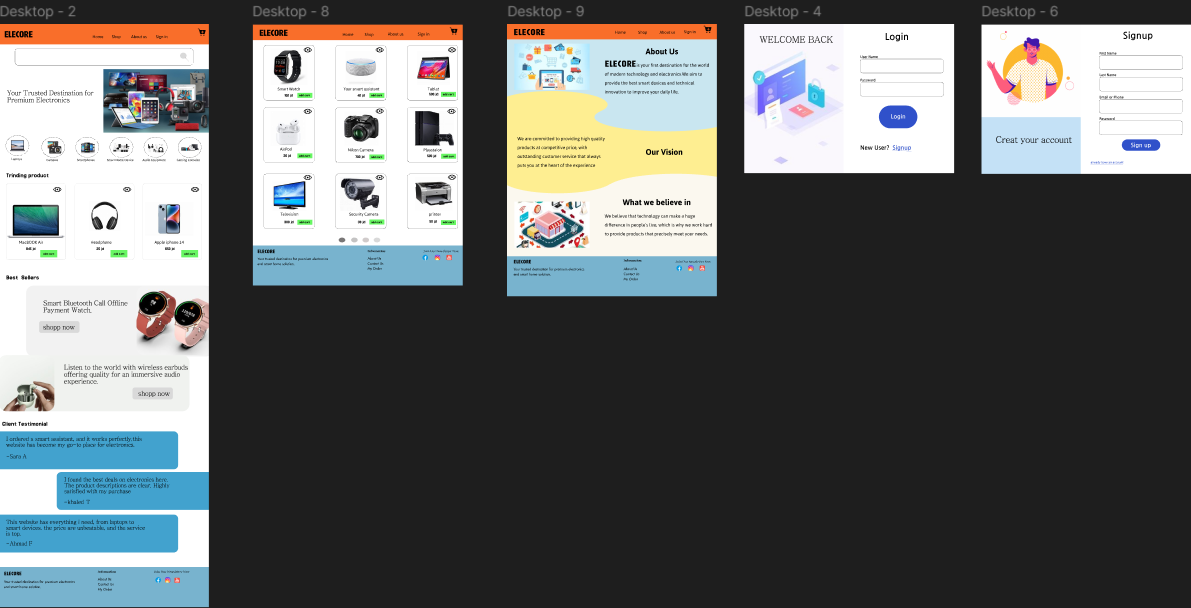 Desktop - 2
ELECORE
Home Shop About us Sign In
Your Trusted Destination for
Premium Electronics
Trinding product
MacBOOK Air
Headphone
Apple iphone 14
Best Sellers
Smart Bluetooth Call Offline
Payment Watch.
shopp now
Listen to the world with wireless earbuds
offering quality for an immersive audio
experience.
shopp now
Client Testimonial
I ordered a smart assistant, and it works perfectly.this
website has become my go-to place for electronics.
-Sara A
I found the best deals on electronics here.
The product descriptions are clear. Highly
satisfied with my purchase
-khaled T
This website has everything i need, from laptops to
smart devices. the price are unbeatable, and the service
is top.
-Ahmad F
ELECORE
Your trusted destination for premium electronics
and smart home solution.
Information
About Us
Contact Us
My Order
Desktop - 8
ELECORE
Home Shop About us Sign In
Smart Watch
Your smart assistant
Tablet
AirPod
Nikon Camera
Playstation
Television
Security Camera
printer
ELECORE
Your trusted destination for premium electronics
and smart home solution.
Information
About Us
Contact Us
My Order
Desktop - 9
ELECORE
Home Shop About us Sign In
About Us
ELECORE is your first destination for the world
of modern technology and electronics.We aim to
provide the best smart devices and technical
innovation to improve your daily life.
We are committed to providing high quality
products at competitive price, with
outstanding customer service that always
puts you at the heart of the experience
Our Vision
What we believe in
We believe that technology can make a huge
difference in people's live, which is why we work hard
to provide products that precisely meet your needs.
ELECORE
Your trusted destination for premium electronics
and smart home solution.
Information
About Us
Contact Us
My Order
Desktop - 4
WELCOME BACK
Login
User Name
Password
Login
New User? Signup
Desktop - 6
Creat your account
Signup
First Name
Last Name
Email or Phone
Password
Sign up